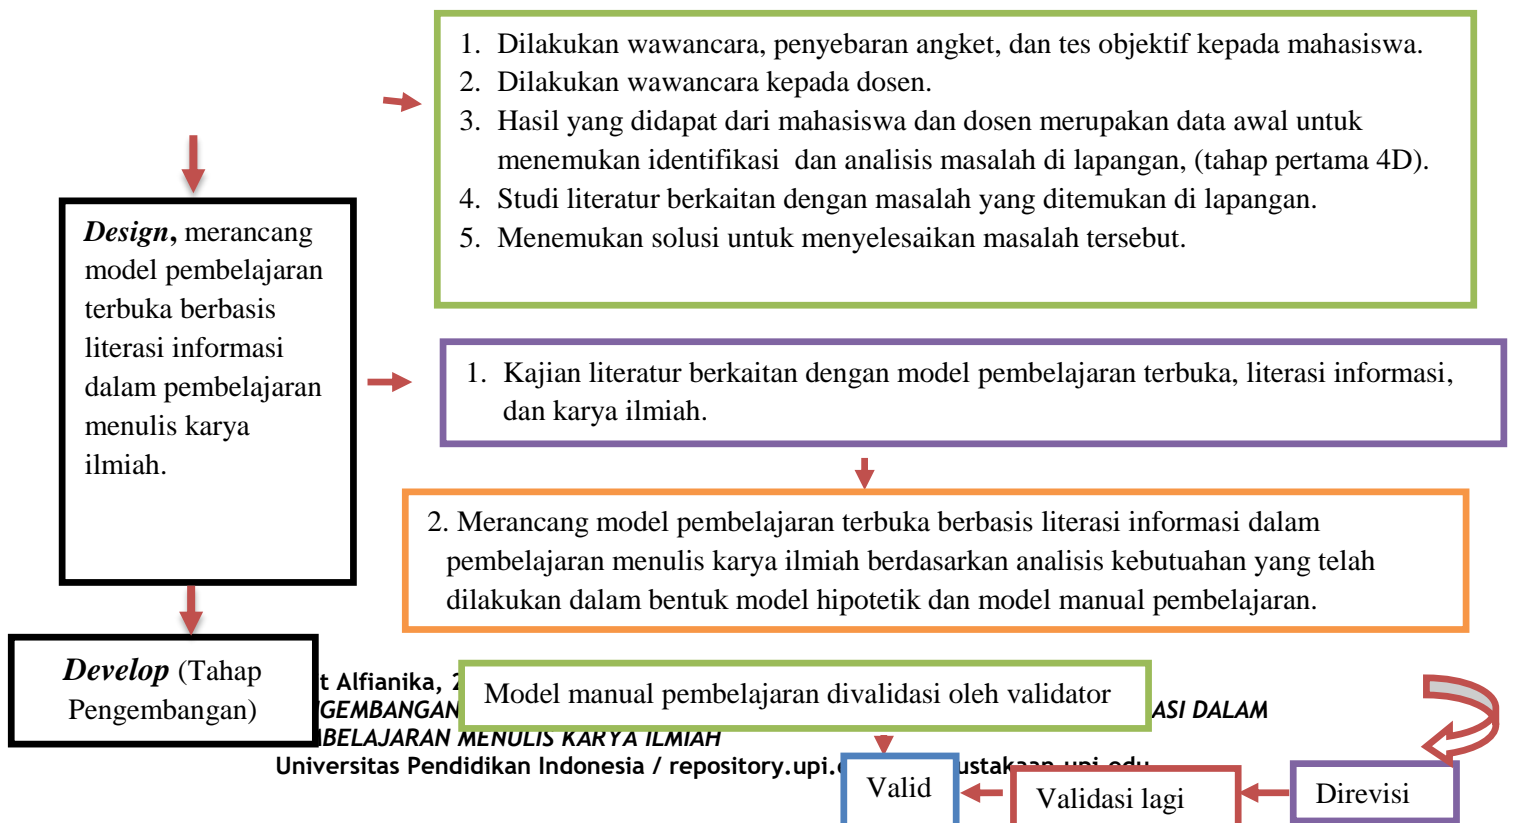 1. Dilakukan wawancara, penyebaran angket, dan tes objektif kepada mahasiswa.
2. Dilakukan wawancara kepada dosen.
3. Hasil yang didapat dari mahasiswa dan dosen merupakan data awal untuk
menemukan identifikasi dan analisis masalah di lapangan, (tahap pertama 4D).
4. Studi literatur berkaitan dengan masalah yang ditemukan di lapangan.
5. Menemukan solusi untuk menyelesaikan masalah tersebut.
Design, merancang
model pembelajaran
terbuka berbasis
literasi informasi
dalam pembelajaran
menulis karya
ilmiah.
1. Kajian literatur berkaitan dengan model pembelajaran terbuka, literasi informasi,
dan karya ilmiah.
2. Merancang model pembelajaran terbuka berbasis literasi informasi dalam
pembelajaran menulis karya ilmiah berdasarkan analisis kebutuahan yang telah
dilakukan dalam bentuk model hipotetik dan model manual pembelajaran.
Develop (Tahap
Pengembangan)
Model manual pembelajaran divalidasi oleh validator
Alfianika,
DALAM
MENULIS KARYA ILMIAH
Universitas Pendidikan Indonesia /
Valid
Validasi lagi
Direvisi